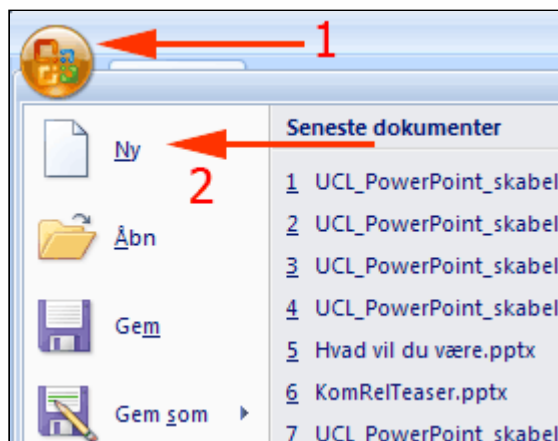 1
Ny
2
Åbn
Gem
Gem som
Seneste dokumenter
1 UCL_PowerPoint_skabel
2 UCL_PowerPoint_skabel
3 UCL_PowerPoint_skabel
4 UCL_PowerPoint_skabel
5 Hvad vil du være.pptx
6 KomRelTeaser.pptx
7 UCL_PowerPoint_skabel